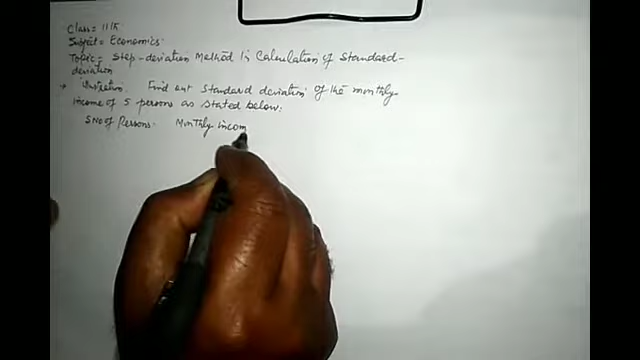 Class = 11th
Subject = Economics
Topic = Step-deviation Method in Calculation of Standard-
deviation
→ illustration. Find out Standard deviation of the monthly
income of 5 persons as stated below:
S No of Persons. Monthly incom